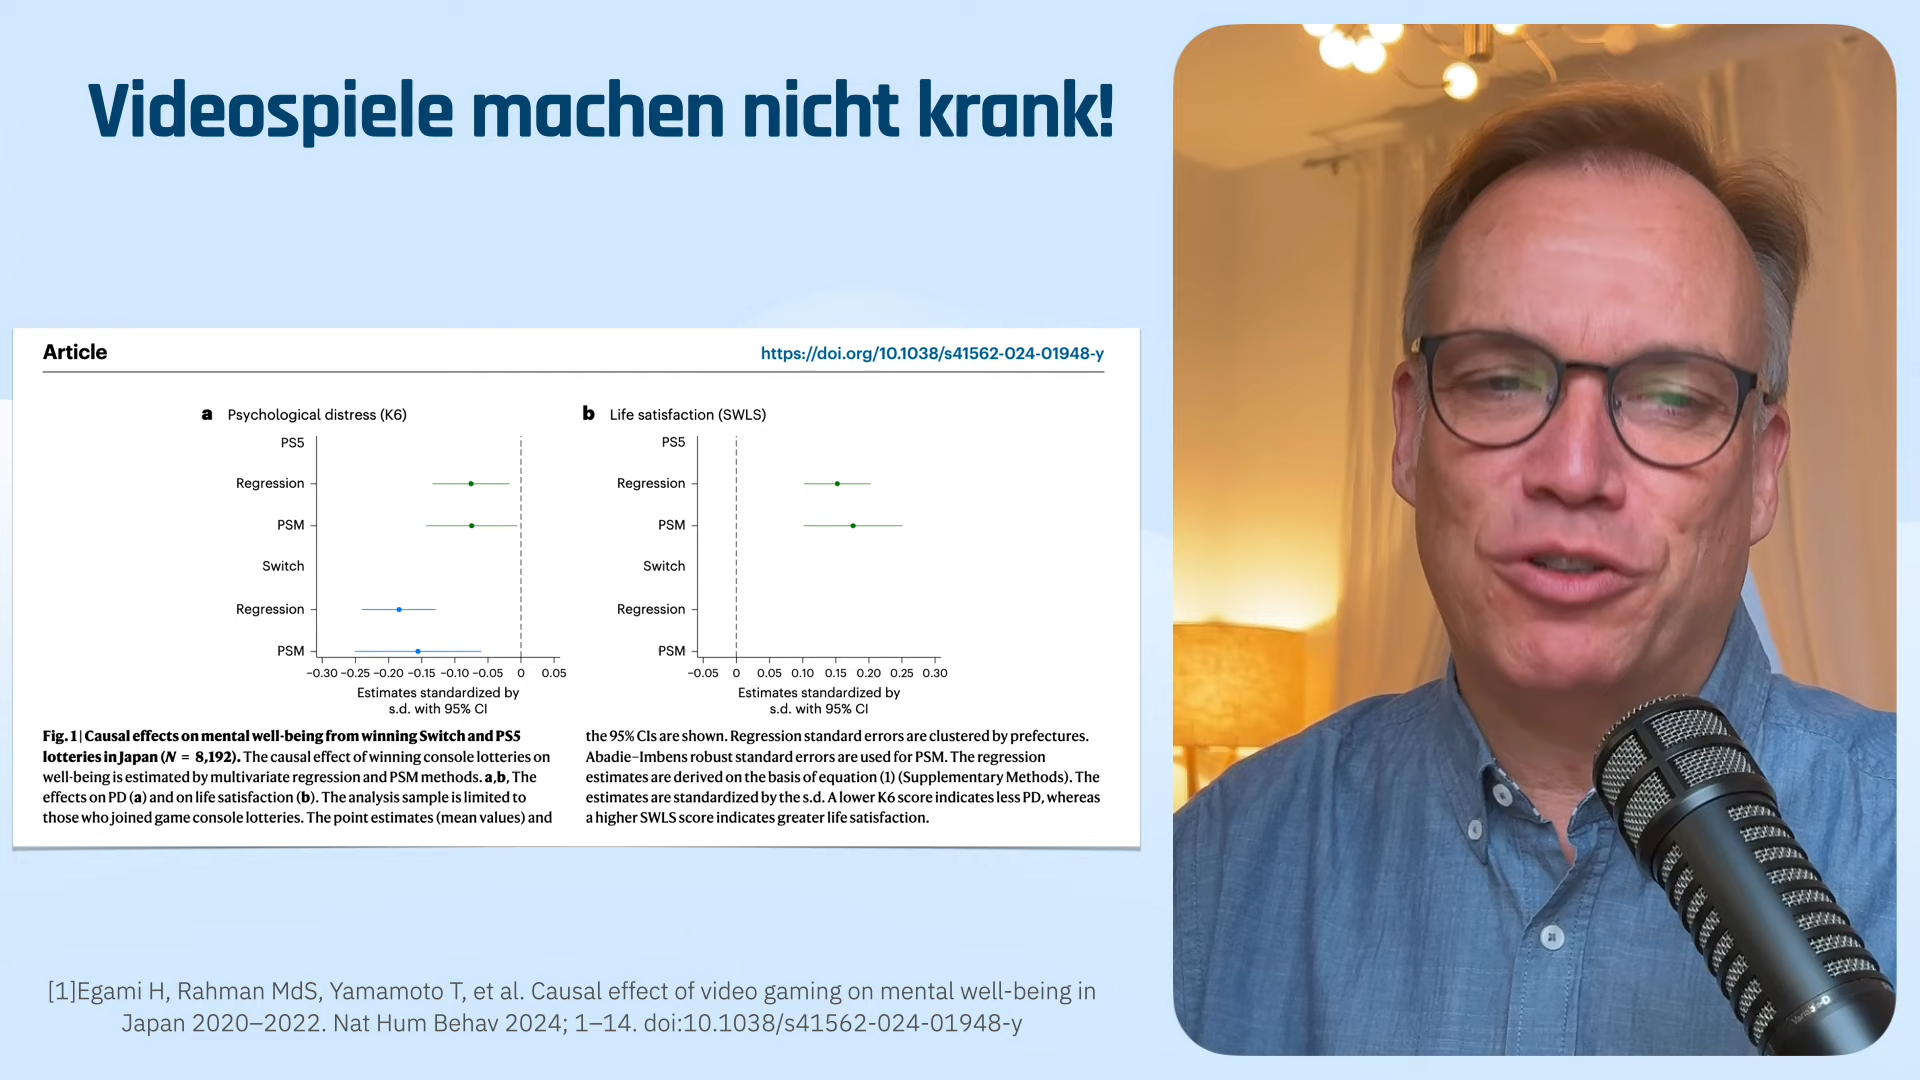 Videospiele machen nicht krank!
Article
https://doi.org/10.1038/s41562-024-01948-y
a Psychological distress (K6)
PS5
Regression
PSM
Switch
Regression
PSM
−0.30 −0.25 −0.20 −0.15 −0.10 −0.05 0 0.05
Estimates standardized by
s.d. with 95% CI
b Life satisfaction (SWLS)
PS5
Regression
PSM
Switch
Regression
PSM
−0.05 0 0.05 0.10 0.15 0.20 0.25 0.30
Estimates standardized by
s.d. with 95% CI
Fig. 1 | Causal effects on mental well-being from winning Switch and PS5
lotteries in Japan (N = 8,192). The causal effect of winning console lotteries on
well-being is estimated by multivariate regression and PSM methods. a,b, The
effects on PD (a) and on life satisfaction (b). The analysis sample is limited to
those who joined game console lotteries. The point estimates (mean values) and
the 95% CIs are shown. Regression standard errors are clustered by prefectures.
Abadie–Imbens robust standard errors are used for PSM. The regression
estimates are derived on the basis of equation (1) (Supplementary Methods). The
estimates are standardized by the s.d. A lower K6 score indicates less PD, whereas
a higher SWLS score indicates greater life satisfaction.
[1]Egami H, Rahman MdS, Yamamoto T, et al. Causal effect of video gaming on mental well-being in
Japan 2020–2022. Nat Hum Behav 2024; 1–14. doi:10.1038/s41562-024-01948-y